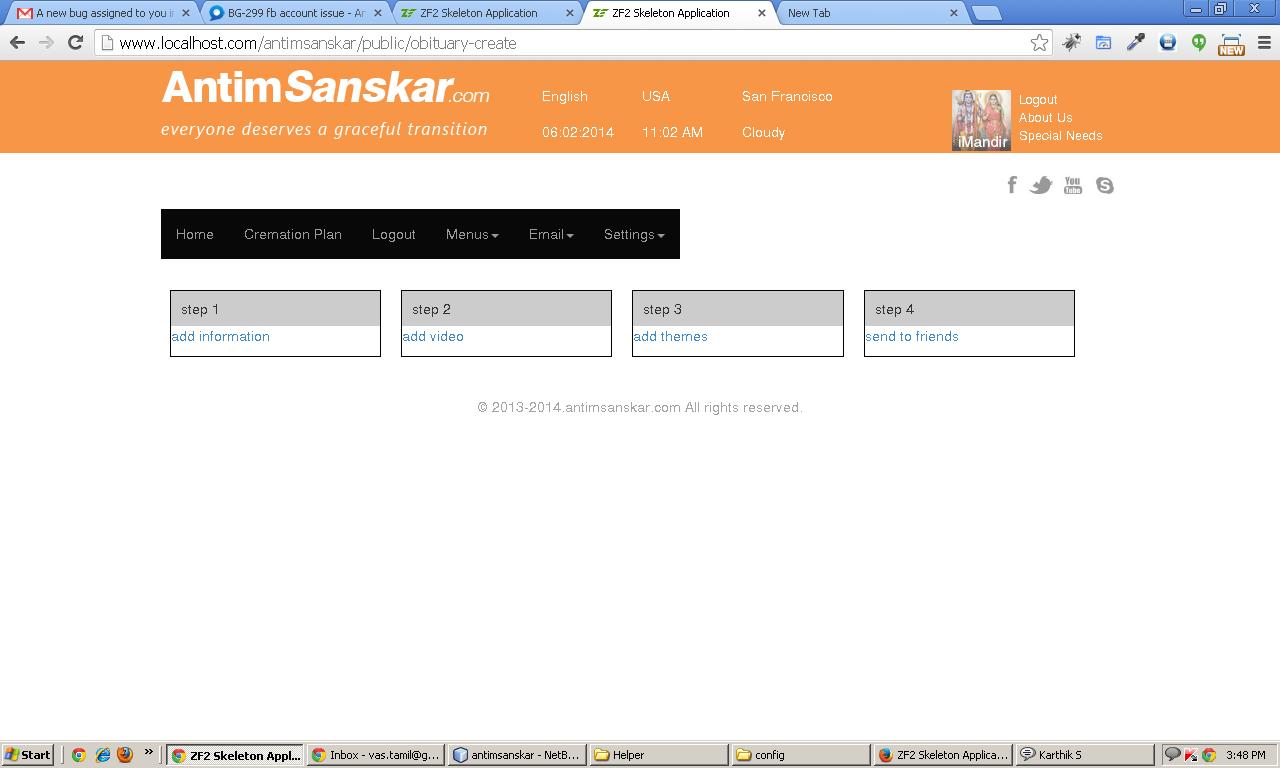 A new bug assigned to you i
BG-299 fb account issue - Ar
ZF2 Skeleton Application
ZF2 Skeleton Application
New Tab
www.localhost.com/antimsanskar/public/obituary-create
NEW
AntimSanskar.com
everyone deserves a graceful transition
English USA San Francisco
06:02:2014 11:02 AM Cloudy
iMandir
Logout
About Us
Special Needs
You
Tube
Home Cremation Plan Logout Menus Email Settings
step 1 step 2 step 3 step 4
add information add video add themes send to friends
© 2013-2014.antimsanskar.com All rights reserved.
Start
ZF2 Skeleton Appl...
Inbox - vas.tamil@g...
antimsanskar - NetB...
Helper
config
ZF2 Skeleton Applica...
Karthik S
3:48 PM